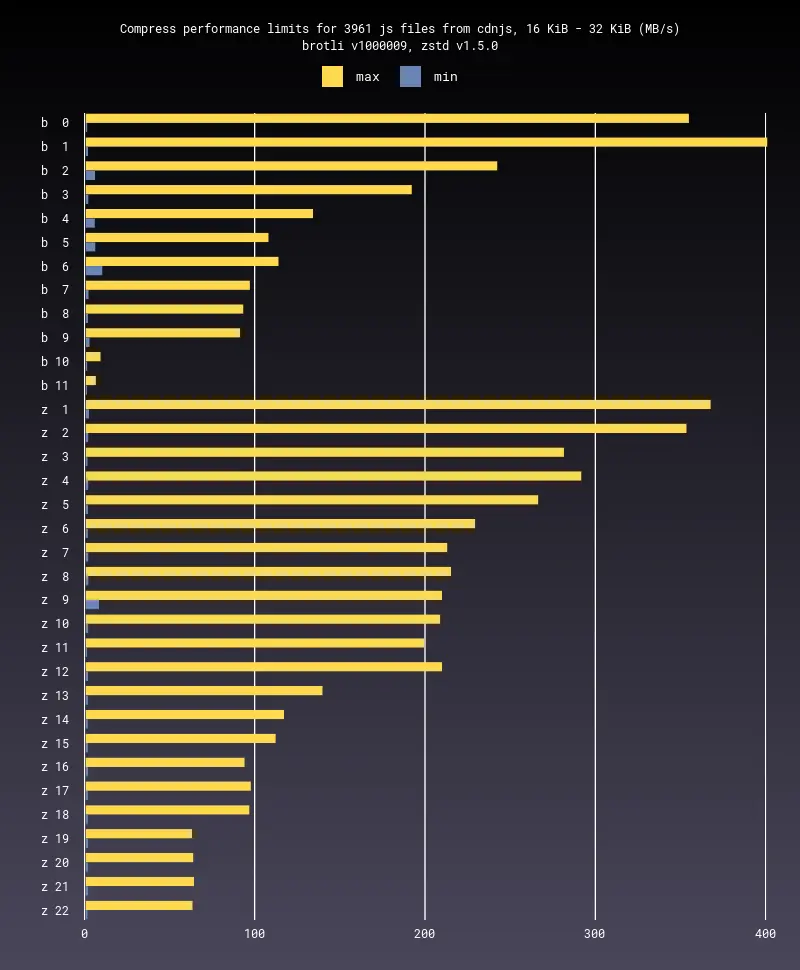 Compress performance limits for 3961 js files from cdnjs, 16 KiB - 32 KiB (MB/s)
brotli v1000009, zstd v1.5.0
max min
b 0
b 1
b 2
b 3
b 4
b 5
b 6
b 7
b 8
b 9
b 10
b 11
z 1
z 2
z 3
z 4
z 5
z 6
z 7
z 8
z 9
z 10
z 11
z 12
z 13
z 14
z 15
z 16
z 17
z 18
z 19
z 20
z 21
z 22
0 100 200 300 400